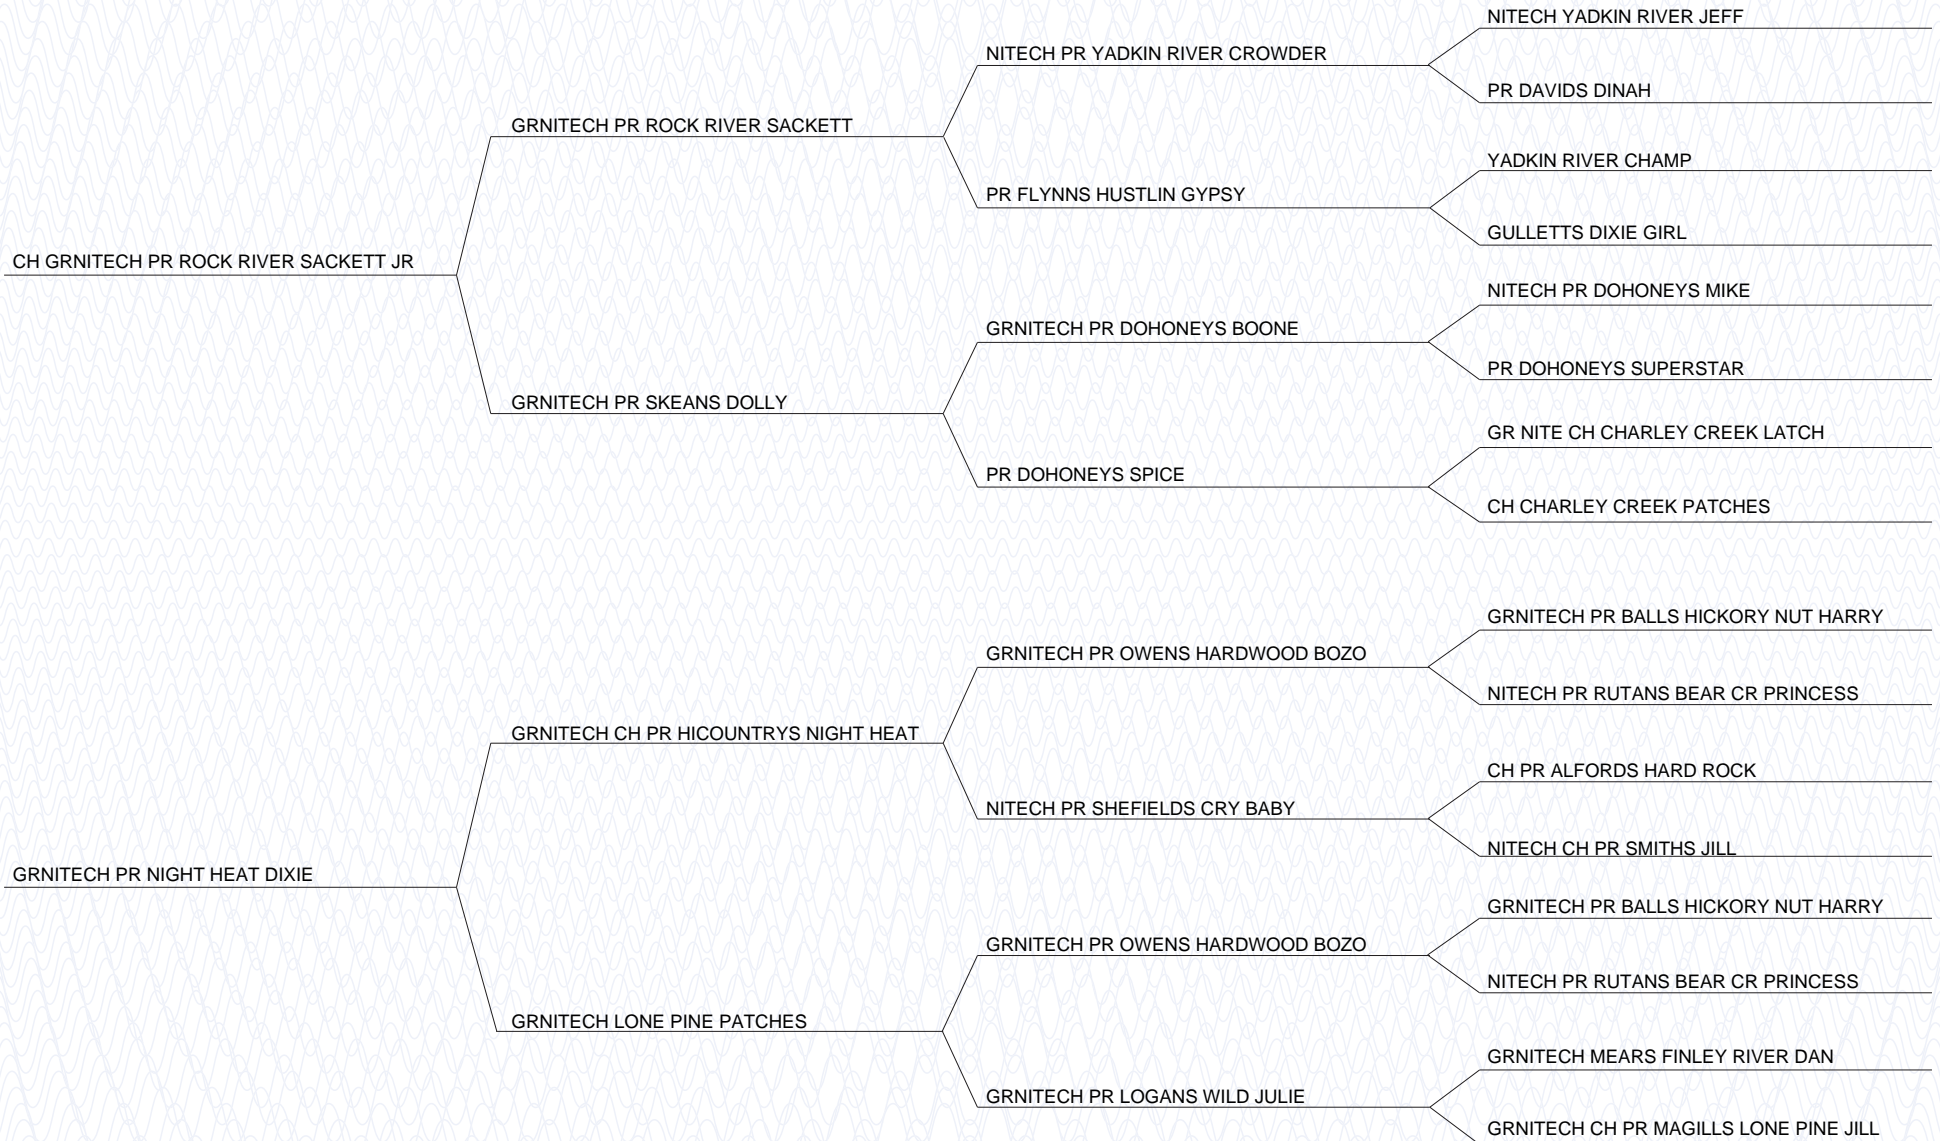 NITECH YADKIN RIVER JEFF
NITECH PR YADKIN RIVER CROWDER
PR DAVIDS DINAH
GRNITECH PR ROCK RIVER SACKETT
YADKIN RIVER CHAMP
PR FLYNNS HUSTLIN GYPSY
GULLETTS DIXIE GIRL
CH GRNITECH PR ROCK RIVER SACKETT JR
NITECH PR DOHONEYS MIKE
GRNITECH PR DOHONEYS BOONE
PR DOHONEYS SUPERSTAR
GRNITECH PR SKEANS DOLLY
GR NITE CH CHARLEY CREEK LATCH
PR DOHONEYS SPICE
CH CHARLEY CREEK PATCHES
GRNITECH PR BALLS HICKORY NUT HARRY
GRNITECH PR OWENS HARDWOOD BOZO
NITECH PR RUTANS BEAR CR PRINCESS
GRNITECH CH PR HICOUNTRYS NIGHT HEAT
CH PR ALFORDS HARD ROCK
NITECH PR SHEFIELDS CRY BABY
NITECH CH PR SMITHS JILL
GRNITECH PR NIGHT HEAT DIXIE
GRNITECH PR BALLS HICKORY NUT HARRY
GRNITECH PR OWENS HARDWOOD BOZO
NITECH PR RUTANS BEAR CR PRINCESS
GRNITECH LONE PINE PATCHES
GRNITECH MEARS FINLEY RIVER DAN
GRNITECH PR LOGANS WILD JULIE
GRNITECH CH PR MAGILLS LONE PINE JILL